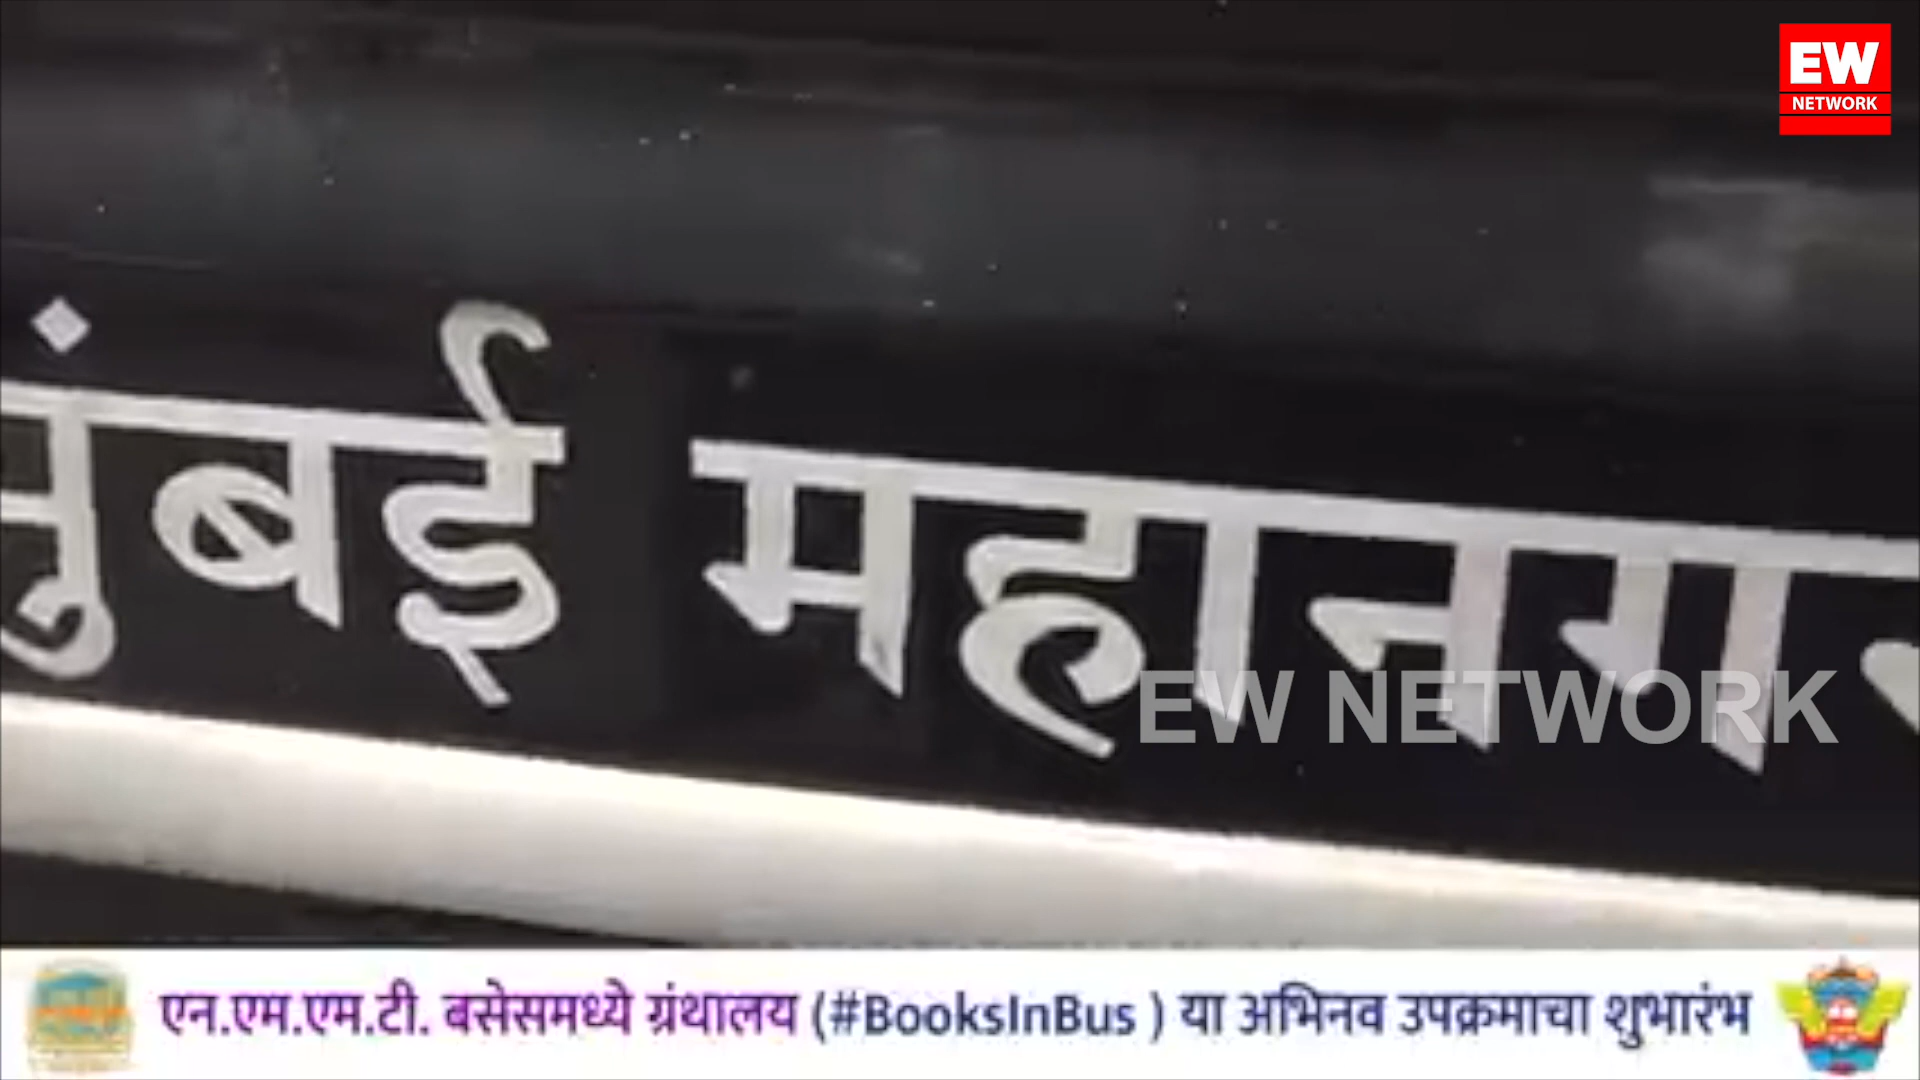 EW
NETWORK
मुंबई महानगर
EW NETWORK
एन.एम.एम.टी. बसेसमध्ये ग्रंथालय (#BooksInBus ) या अभिनव उपक्रमाचा शुभारंभ